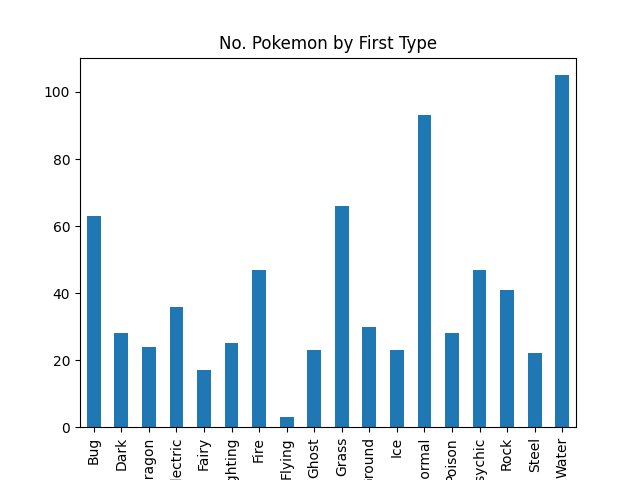 No. Pokemon by First Type
100
80
60
40
20
0
Bug
Dark
ragon
lectric
Fairy
ghting
Fire
Flying
Ghost
Grass
round
Ice
ormal
Poison
sychic
Rock
Steel
Water